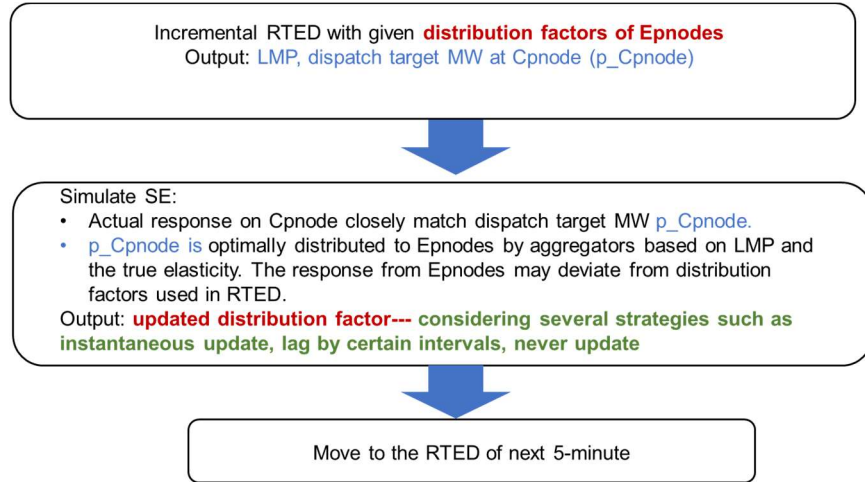 Incremental RTED with given distribution factors of Epnodes
Output: LMP, dispatch target MW at Cpnode (p_Cpnode)
Simulate SE:
• Actual response on Cpnode closely match dispatch target MW p_Cpnode.
• p_Cpnode is optimally distributed to Epnodes by aggregators based on LMP and
the true elasticity. The response from Epnodes may deviate from distribution
factors used in RTED.
Output: updated distribution factor--- considering several strategies such as
instantaneous update, lag by certain intervals, never update
Move to the RTED of next 5-minute